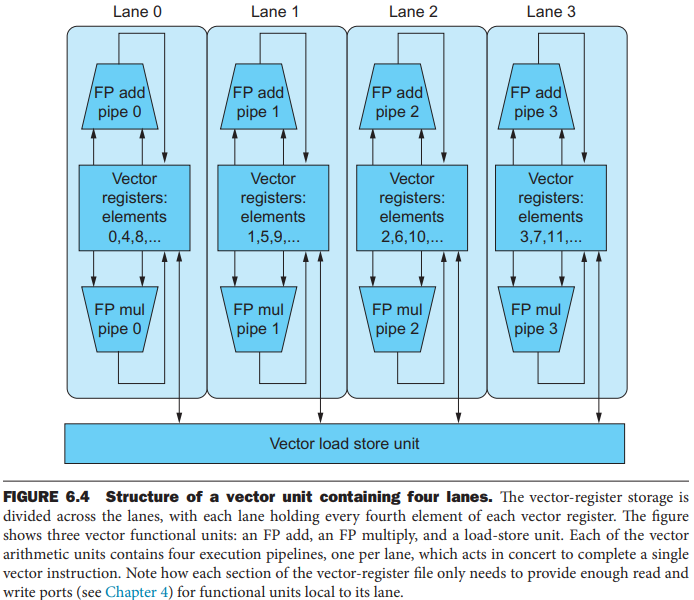 Lane 0 Lane 1 Lane 2 Lane 3
FP add FP add FP add FP add
pipe 0 pipe 1 pipe 2 pipe 3
Vector Vector Vector Vector
registers: registers: registers: registers:
elements elements elements elements
0,4,8,... 1,5,9,... 2,6,10,... 3,7,11,...
FP mul FP mul FP mul FP mul
pipe 0 pipe 1 pipe 2 pipe 3
Vector load store unit
FIGURE 6.4 Structure of a vector unit containing four lanes. The vector-register storage is
divided across the lanes, with each lane holding every fourth element of each vector register. The figure
shows three vector functional units: an FP add, an FP multiply, and a load-store unit. Each of the vector
arithmetic units contains four execution pipelines, one per lane, which acts in concert to complete a single
vector instruction. Note how each section of the vector-register file only needs to provide enough read and
write ports (see Chapter 4) for functional units local to its lane.